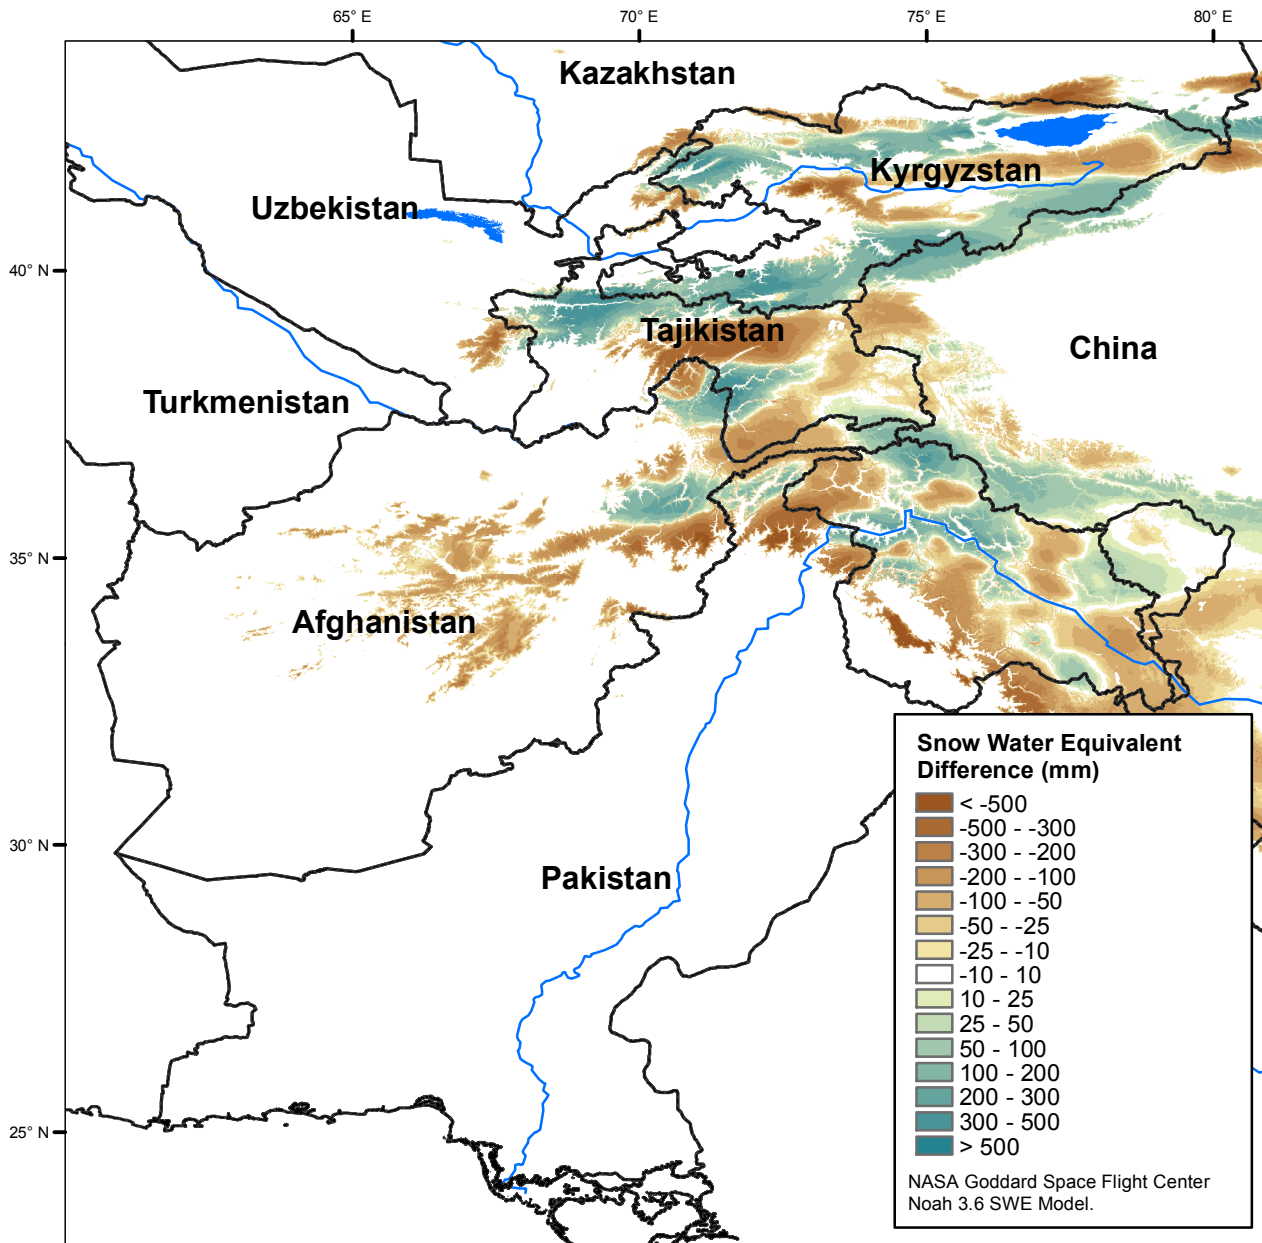 65° E
70° E
75° E
80° E
Kazakhstan
Kyrgyzstan
Uzbekistan
40° N
Tajikistan
China
Turkmenistan
35° N
Afghanistan
30° N
Pakistan
25° N
Snow Water Equivalent
Difference (mm)
< -500
-500 - -300
-300 - -200
-200 - -100
-100 - -50
-50 - -25
-25 - -10
-10 - 10
10 - 25
25 - 50
50 - 100
100 - 200
200 - 300
300 - 500
> 500
NASA Goddard Space Flight Center
Noah 3.6 SWE Model.